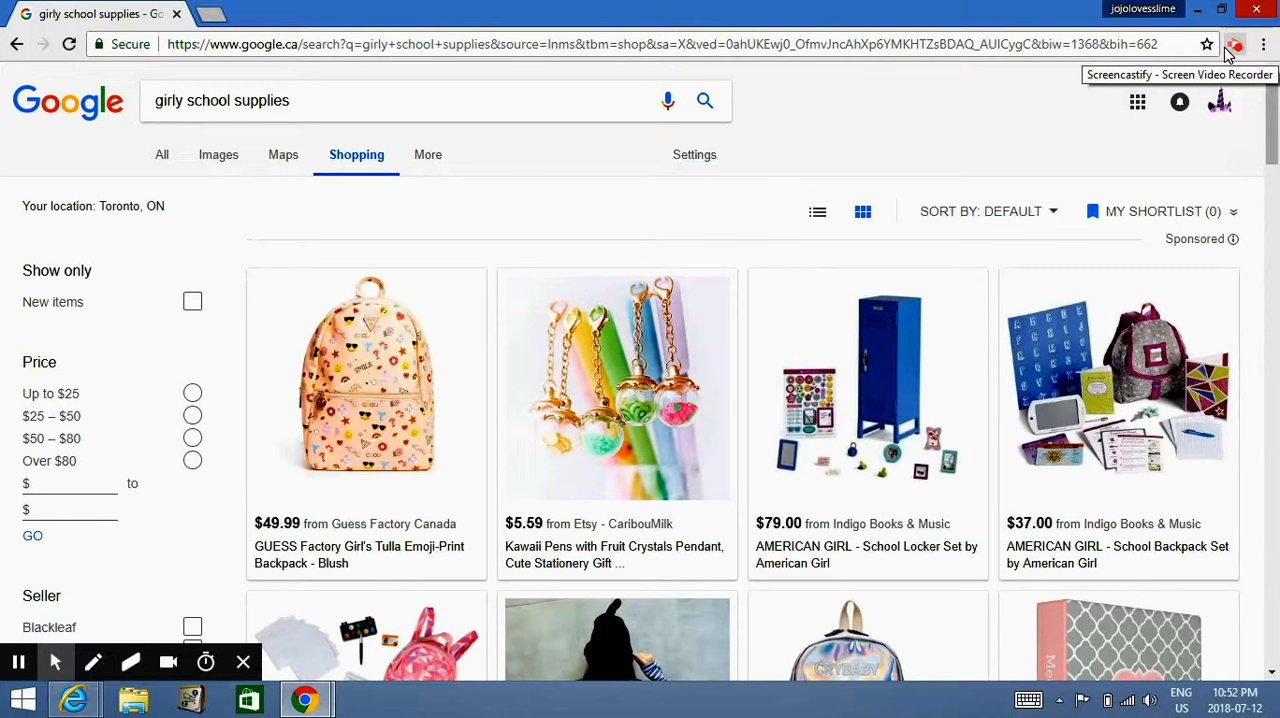 girly school supplies - Go
jojolovesslime
Secure
https://www.google.ca/search?q=girly+school+supplies&source=lnms&tbm=shop&sa=X&ved=0ahUKEwj0_OfmvJncAhXp6YMKHTZsBDAQ_AUICygC&biw=1368&bih=662
Screencastify - Screen Video Recorder
Google
girly school supplies
All
Images
Maps
Shopping
More
Settings
Your location: Toronto, ON
SORT BY: DEFAULT
MY SHORTLIST (0)
Sponsored
Show only
New items
Price
Up to $25
$25 – $50
$50 – $80
Over $80
$ to
$
GO
Seller
Blackleaf
$49.99 from Guess Factory Canada
GUESS Factory Girl's Tulla Emoji-Print
Backpack - Blush
$5.59 from Etsy - CaribouMilk
Kawaii Pens with Fruit Crystals Pendant,
Cute Stationery Gift ...
$79.00 from Indigo Books & Music
AMERICAN GIRL - School Locker Set by
American Girl
$37.00 from Indigo Books & Music
AMERICAN GIRL - School Backpack Set
by American Girl
CRYBABY
ENG
US
10:52 PM
2018-07-12